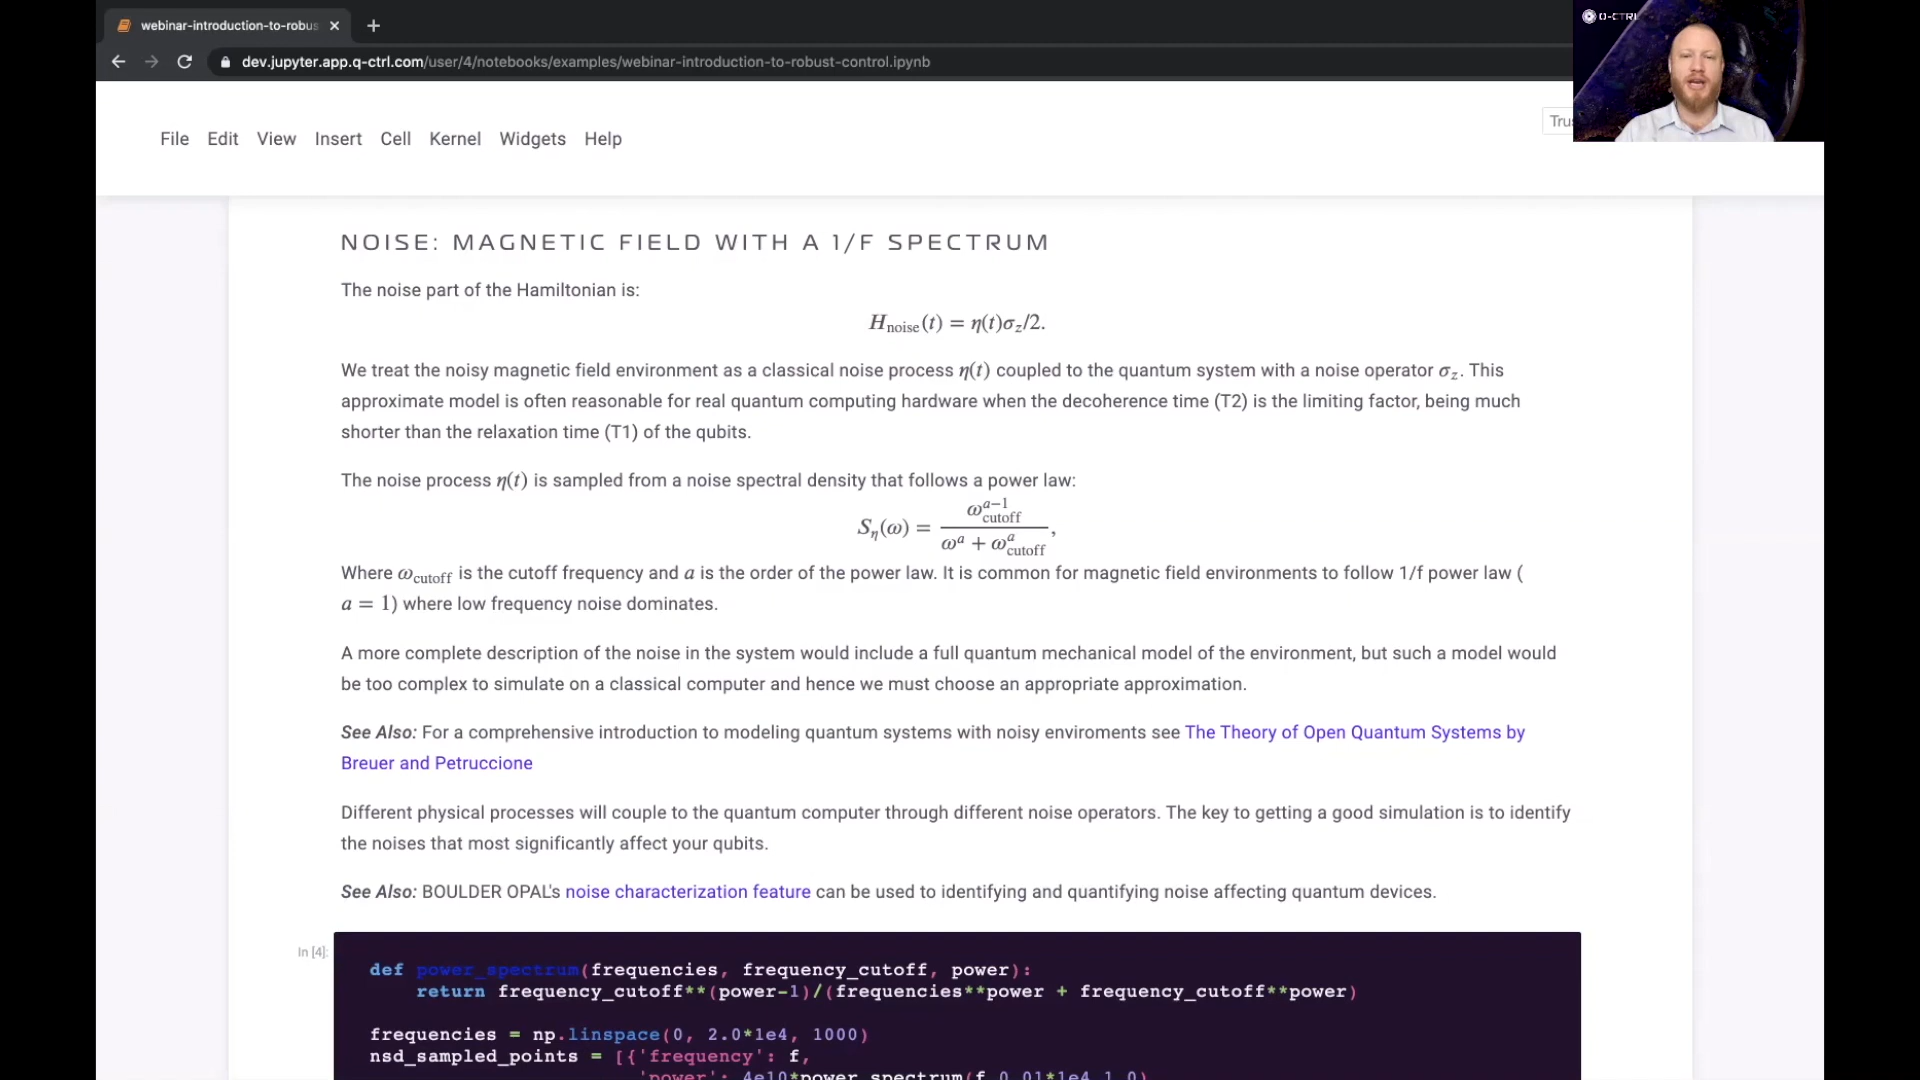 webinar-introduction-to-robus
dev.jupyter.app.q-ctrl.com/user/4/notebooks/examples/webinar-introduction-to-robust-control.ipynb
Q-CTRL
File Edit View Insert Cell Kernel Widgets Help
Tru
NOISE: MAGNETIC FIELD WITH A 1/F SPECTRUM
The noise part of the Hamiltonian is:
H_noise(t) = η(t)σ_z/2.
We treat the noisy magnetic field environment as a classical noise process η(t) coupled to the quantum system with a noise operator σ_z. This
approximate model is often reasonable for real quantum computing hardware when the decoherence time (T2) is the limiting factor, being much
shorter than the relaxation time (T1) of the qubits.
The noise process η(t) is sampled from a noise spectral density that follows a power law:
S_η(ω) = ω_cutoff^{a−1} / (ω^a + ω_cutoff^a),
Where ω_cutoff is the cutoff frequency and a is the order of the power law. It is common for magnetic field environments to follow 1/f power law (
a = 1) where low frequency noise dominates.
A more complete description of the noise in the system would include a full quantum mechanical model of the environment, but such a model would
be too complex to simulate on a classical computer and hence we must choose an appropriate approximation.
See Also: For a comprehensive introduction to modeling quantum systems with noisy enviroments see The Theory of Open Quantum Systems by
Breuer and Petruccione
Different physical processes will couple to the quantum computer through different noise operators. The key to getting a good simulation is to identify
the noises that most significantly affect your qubits.
See Also: BOULDER OPAL's noise characterization feature can be used to identifying and quantifying noise affecting quantum devices.
In [4]:
def power_spectrum(frequencies, frequency_cutoff, power):
return frequency_cutoff**(power-1)/(frequencies**power + frequency_cutoff**power)
frequencies = np.linspace(0, 2.0*1e4, 1000)
nsd_sampled_points = [{'frequency': f,
'power': 4e10*power_spectrum(f,0.01*1e4,1.0)